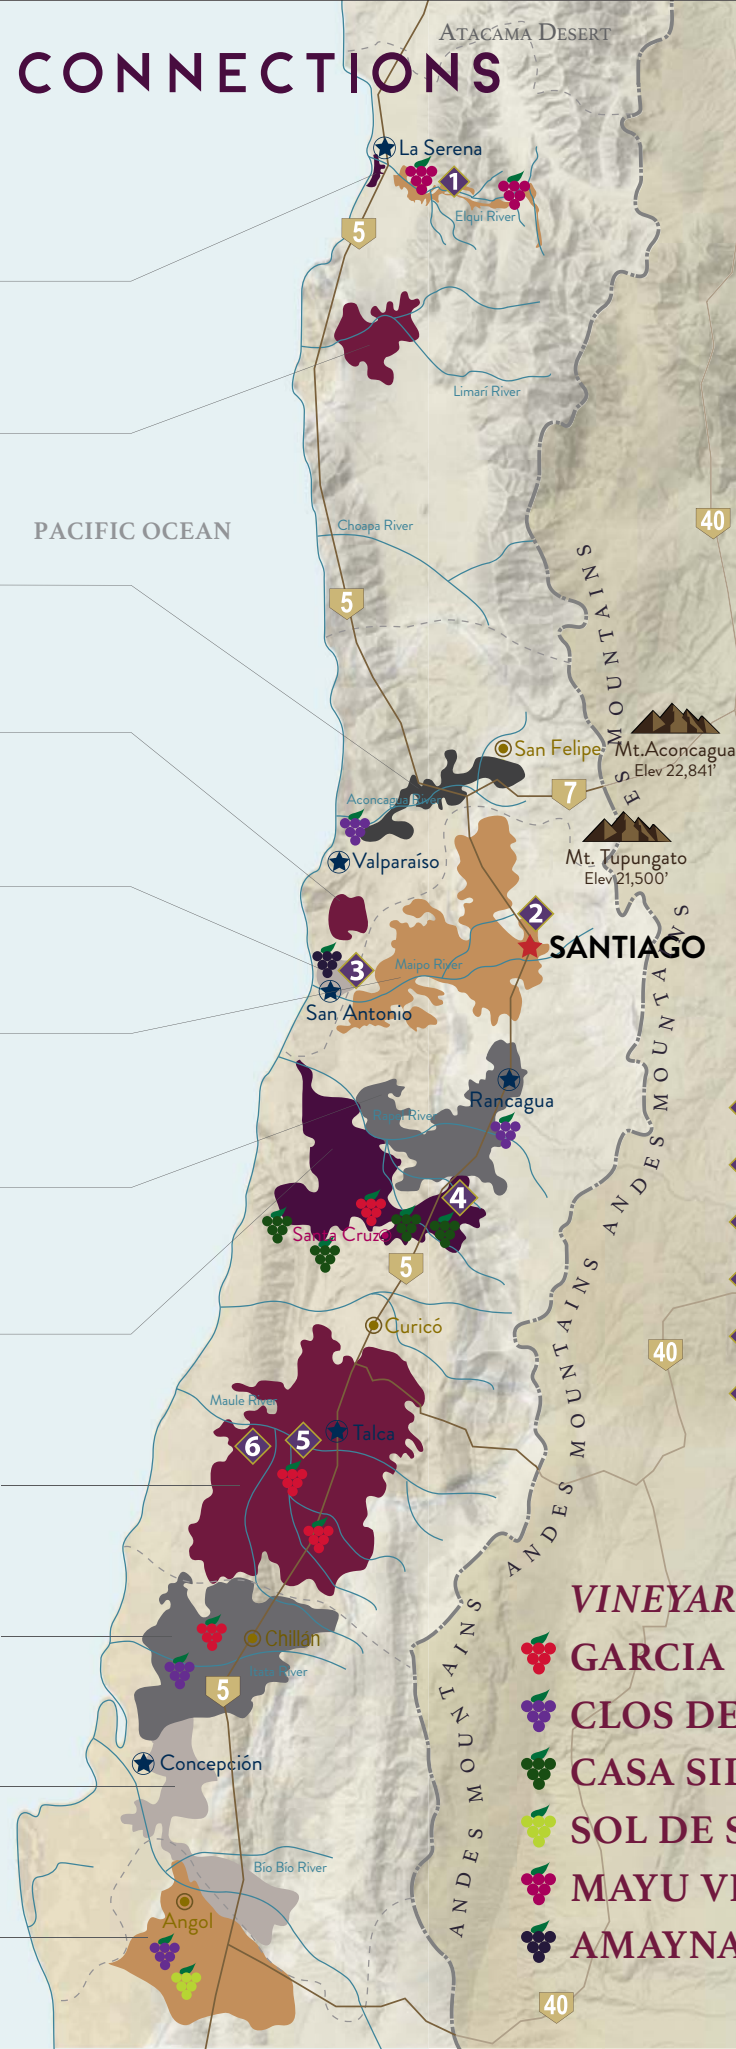 ATACAMA DESERT
CONNECTIONS
La Serena
1
Elqui River
5
Limarí River
PACIFIC OCEAN
Choapa River
40
5
ANDES MOUNTAINS
San Felipe
Mt.Aconcagua
Elev 22,841'
7
Aconcagua River
Mt. Tupungato
Elev 21,500'
Valparaíso
2
SANTIAGO
3
Maipo River
San Antonio
Rancagua
Rapel River
4
Santa Cruz
5
ANDES MOUNTAINS
Curicó
40
Maule River
6
5
Talca
ANDES MOUNTAINS
VINEYAR
Chillán
GARCIA
Itata River
5
CLOS DE
ANDES MOUNTAINS
Concepción
CASA SIL
SOL DE S
Bío Bío River
MAYU VI
Angol
AMAYNA
40